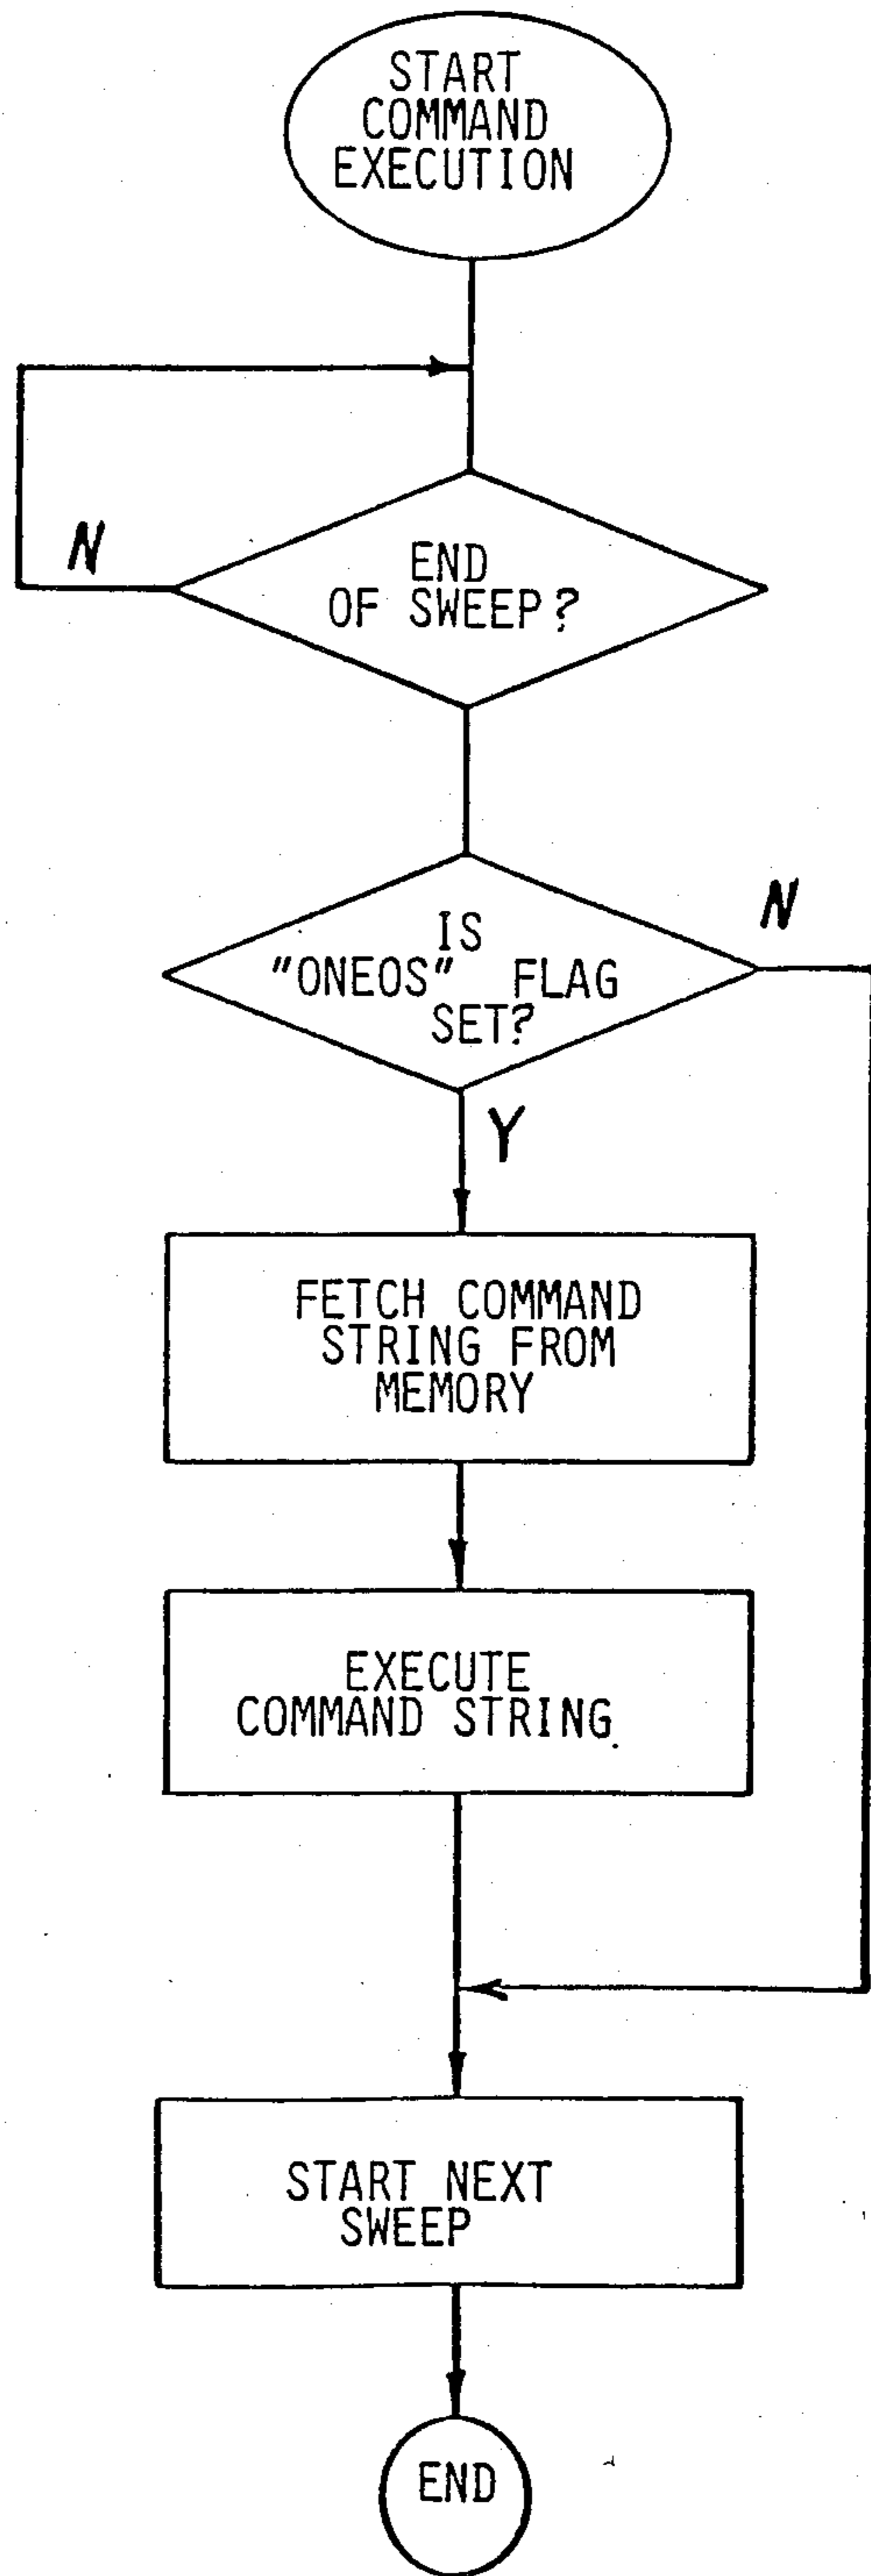 START
COMMAND
EXECUTION
N
END
OF SWEEP?
N
IS
"ONEOS" FLAG
SET?
Y
FETCH COMMAND
STRING FROM
MEMORY
EXECUTE
COMMAND STRING
START NEXT
SWEEP
END